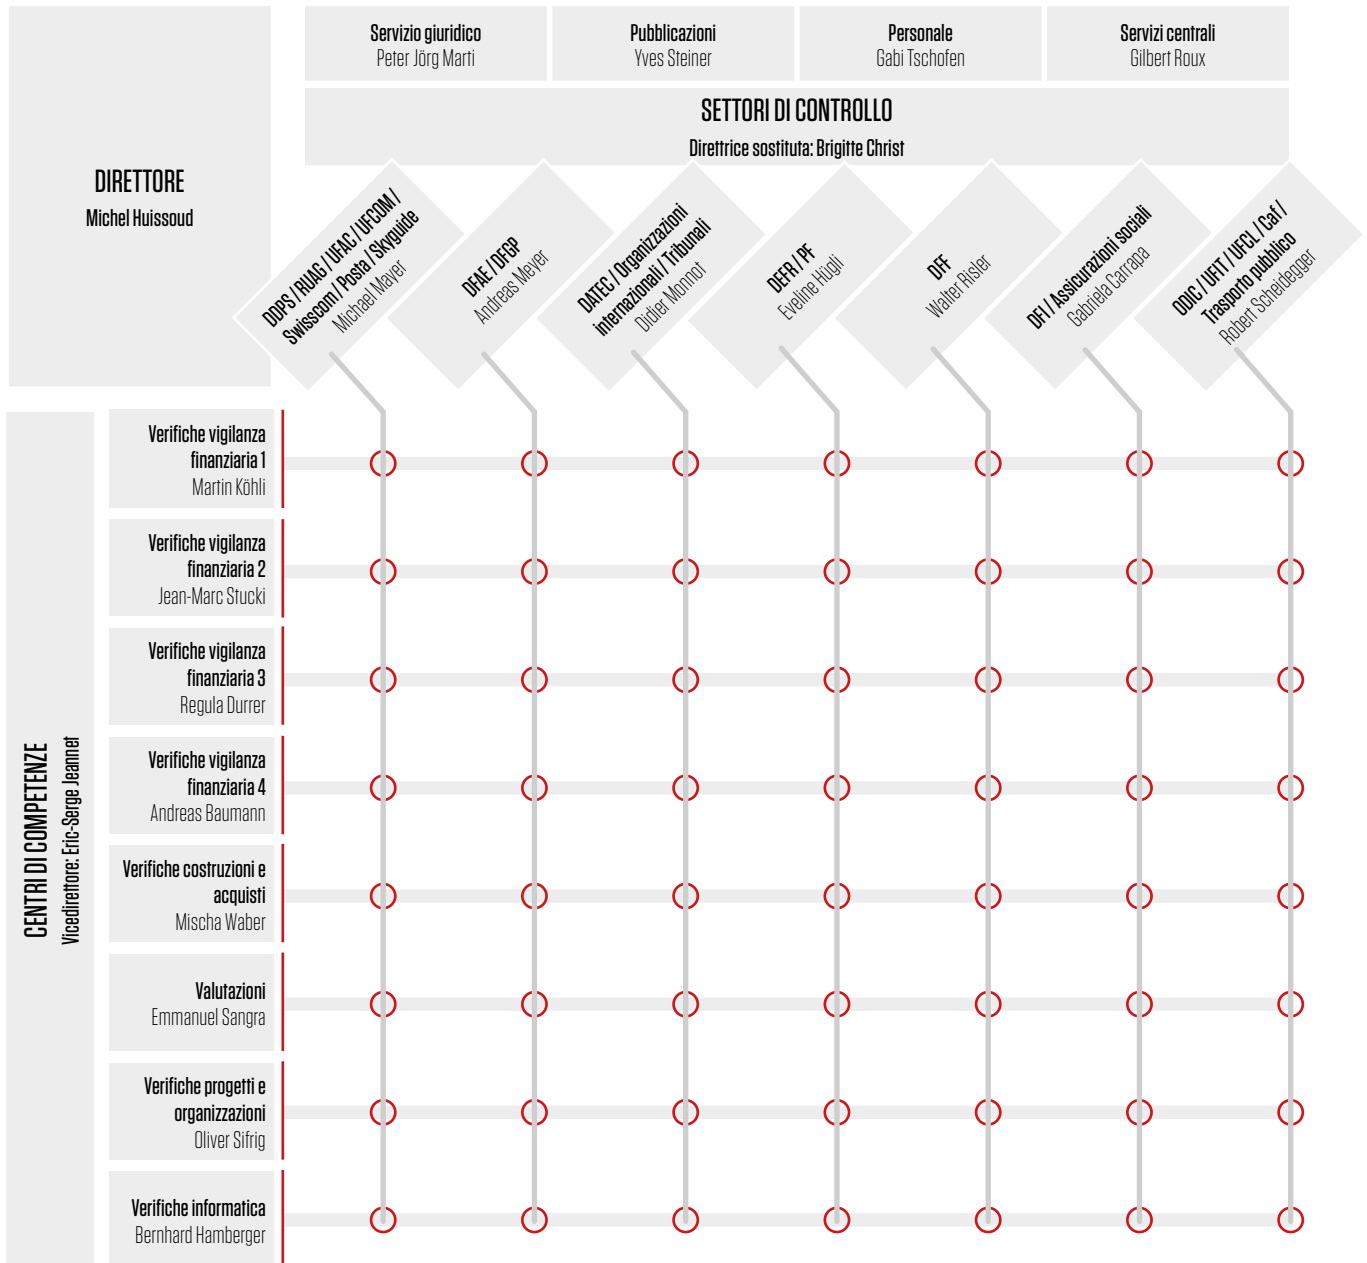 DIRETTORE
Michel Huissoud
Servizio giuridico
Peter Jörg Marti
Pubblicazioni
Yves Steiner
Personale
Gabi Tschofen
Servizi centrali
Gilbert Roux
SETTORI DI CONTROLLO
Direttrice sostituta: Brigitte Christ
DDPS / RUAG / UFAC / UFCOM /
Swisscom / Posta / Skyguide
Michael Mayer
DFAE / DFGP
Andreas Meyer
DATEC / Organizzazioni
internazionali / Tribunali
Didier Monnot
DEFR / PF
Eveline Hügli
DFF
Walter Risler
DFI / Assicurazioni sociali
Gabriela Carrapa
ODIC / UFIT / UFCL / Caf /
Trasporto pubblico
Robert Scheidegger
CENTRI DI COMPETENZE
Vicedirettore: Eric-Serge Jeannet
Verifiche vigilanza
finanziaria 1
Martin Köhli
Verifiche vigilanza
finanziaria 2
Jean-Marc Stucki
Verifiche vigilanza
finanziaria 3
Regula Durrer
Verifiche vigilanza
finanziaria 4
Andreas Baumann
Verifiche costruzioni e
acquisti
Mischa Waber
Valutazioni
Emmanuel Sangra
Verifiche progetti e
organizzazioni
Oliver Sifrig
Verifiche informatica
Bernhard Hamberger